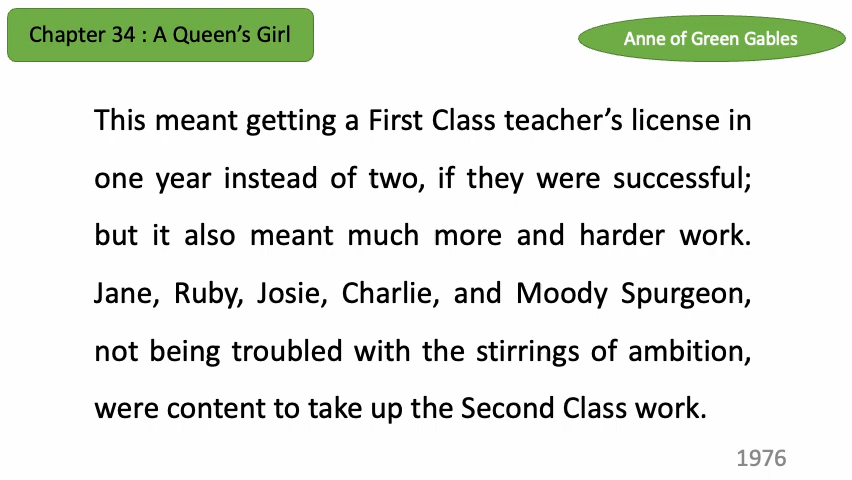 Chapter 34 : A Queen’s Girl
Anne of Green Gables
This meant getting a First Class teacher’s license in
one year instead of two, if they were successful;
but it also meant much more and harder work.
Jane, Ruby, Josie, Charlie, and Moody Spurgeon,
not being troubled with the stirrings of ambition,
were content to take up the Second Class work.
1976